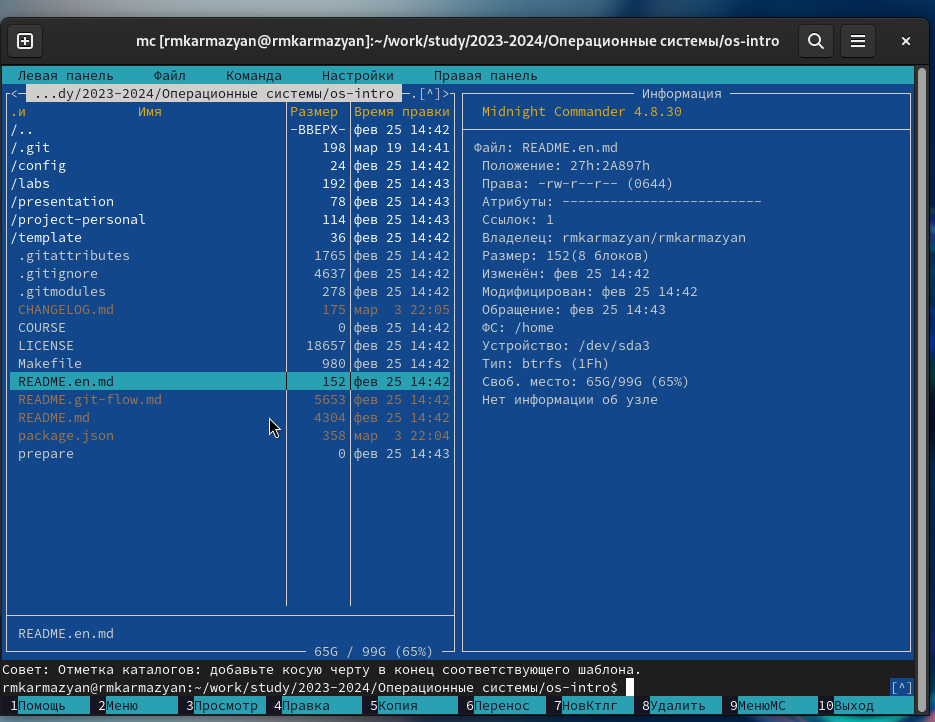 mc [rmkarmazyan@rmkarmazyan]:~/work/study/2023-2024/Операционные системы/os-intro
Левая панель Файл Команда Настройки Правая панель
<─ ...dy/2023-2024/Операционные системы/os-intro ─.[^]>
.и Имя Размер Время правки
/.. -ВВЕРХ- фев 25 14:42
/.git 198 мар 19 14:41
/config 24 фев 25 14:42
/labs 192 фев 25 14:43
/presentation 78 фев 25 14:43
/project-personal 114 фев 25 14:43
/template 36 фев 25 14:42
.gitattributes 1765 фев 25 14:42
.gitignore 4637 фев 25 14:42
.gitmodules 278 фев 25 14:42
CHANGELOG.md 175 мар 3 22:05
COURSE 0 фев 25 14:42
LICENSE 18657 фев 25 14:42
Makefile 980 фев 25 14:42
README.en.md 152 фев 25 14:42
README.git-flow.md 5653 фев 25 14:42
README.md 4304 фев 25 14:42
package.json 358 мар 3 22:04
prepare 0 фев 25 14:43
README.en.md
65G / 99G (65%)
Информация
Midnight Commander 4.8.30
Файл: README.en.md
Положение: 27h:2A897h
Права: -rw-r--r-- (0644)
Атрибуты: -------------------------
Ссылок: 1
Владелец: rmkarmazyan/rmkarmazyan
Размер: 152(8 блоков)
Изменён: фев 25 14:42
Модифицирован: фев 25 14:42
Обращение: фев 25 14:43
ФС: /home
Устройство: /dev/sda3
Тип: btrfs (1Fh)
Своб. место: 65G/99G (65%)
Нет информации об узле
Совет: Отметка каталогов: добавьте косую черту в конец соответствующего шаблона.
rmkarmazyan@rmkarmazyan:~/work/study/2023-2024/Операционные системы/os-intro$ [^]
1Помощь 2Меню 3Просмотр 4Правка 5Копия 6Перенос 7НовКтлг 8Удалить 9МенюMC 10Выход